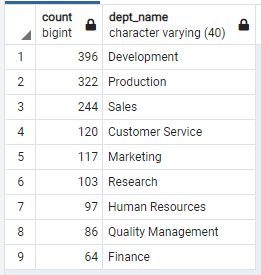 count bigint dept_name character varying (40)
1 396 Development
2 322 Production
3 244 Sales
4 120 Customer Service
5 117 Marketing
6 103 Research
7 97 Human Resources
8 86 Quality Management
9 64 Finance